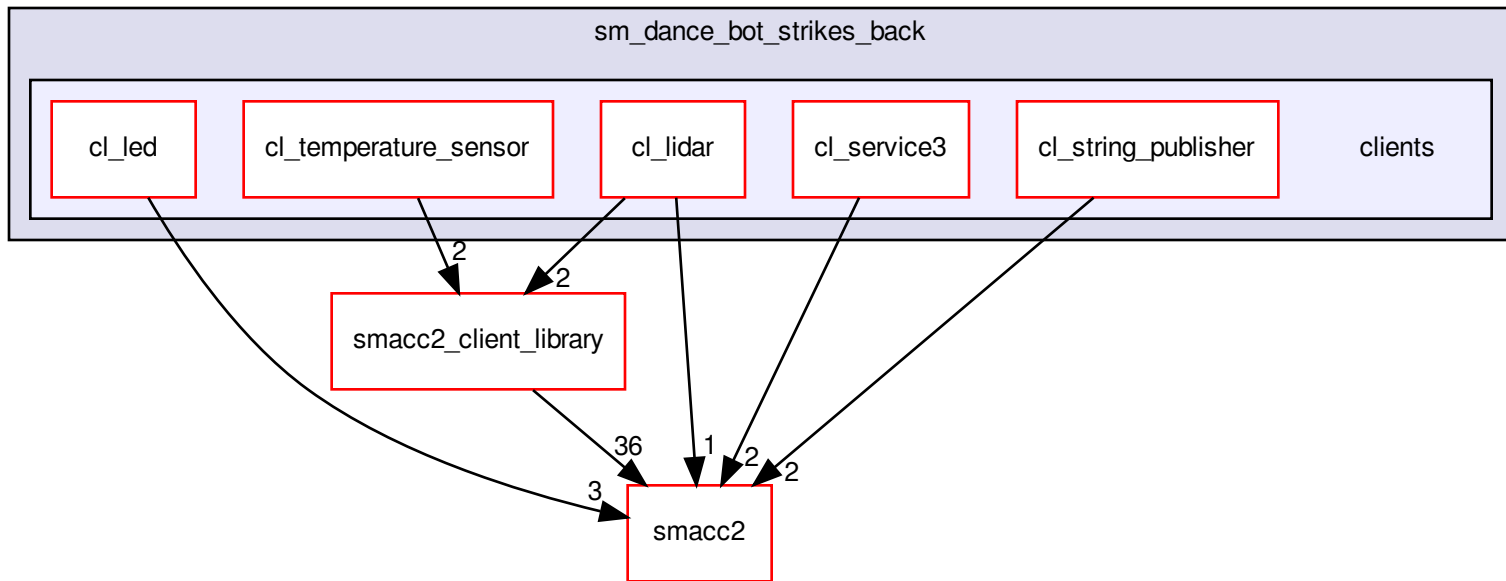 sm_dance_bot_strikes_back
cl_led
cl_temperature_sensor
cl_lidar
cl_service3
cl_string_publisher
clients
2
2
smacc2_client_library
36
1
2
2
3
smacc2